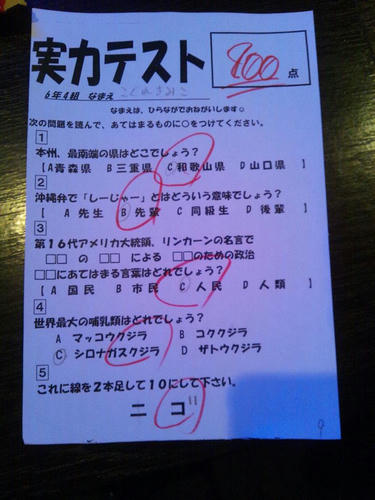 実力テスト
100 点
6年4組 なまえ
なまえは、ひらがなでおねがいします☺
次の問題を読んで、あてはまるものに○をつけてください。
1
本州、最南端の県はどこでしょう?
[ A青森県 B三重県 C和歌山県 D山口県 ]
2
沖縄弁で「しーじゃー」とはどういう意味でしょう?
[ A 先生 B 先輩 C 同級生 D 後輩 ]
3
第16代アメリカ大統領、リンカーンの名言で
□□ の □□ による □□のための政治
□□にあてはまる言葉はどれでしょう?
[ A 国民 B 市民 C 人民 D 人類 ]
4
世界最大の哺乳類はどれでしょう?
A マッコウクジラ B コククジラ
C シロナガスクジラ D ザトウクジラ
5
これに線を2本足して10にして下さい。
ニ コ"